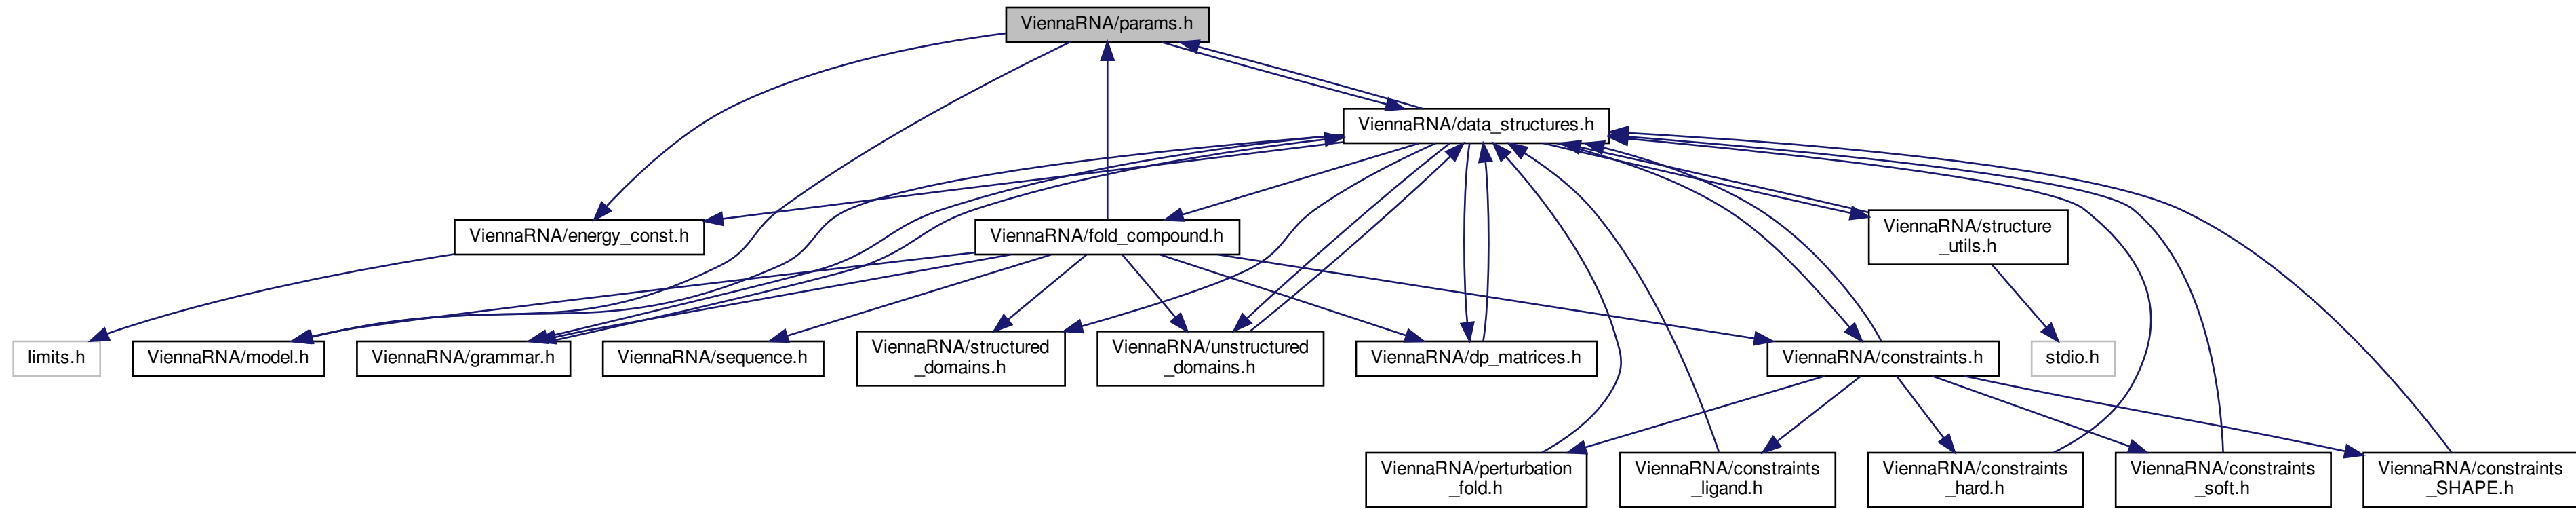 ViennaRNA/params.h
ViennaRNA/data_structures.h
ViennaRNA/energy_const.h
ViennaRNA/fold_compound.h
ViennaRNA/structure
_utils.h
limits.h
ViennaRNA/model.h
ViennaRNA/grammar.h
ViennaRNA/sequence.h
ViennaRNA/structured
_domains.h
ViennaRNA/unstructured
_domains.h
ViennaRNA/dp_matrices.h
ViennaRNA/constraints.h
stdio.h
ViennaRNA/perturbation
_fold.h
ViennaRNA/constraints
_ligand.h
ViennaRNA/constraints
_hard.h
ViennaRNA/constraints
_soft.h
ViennaRNA/constraints
_SHAPE.h